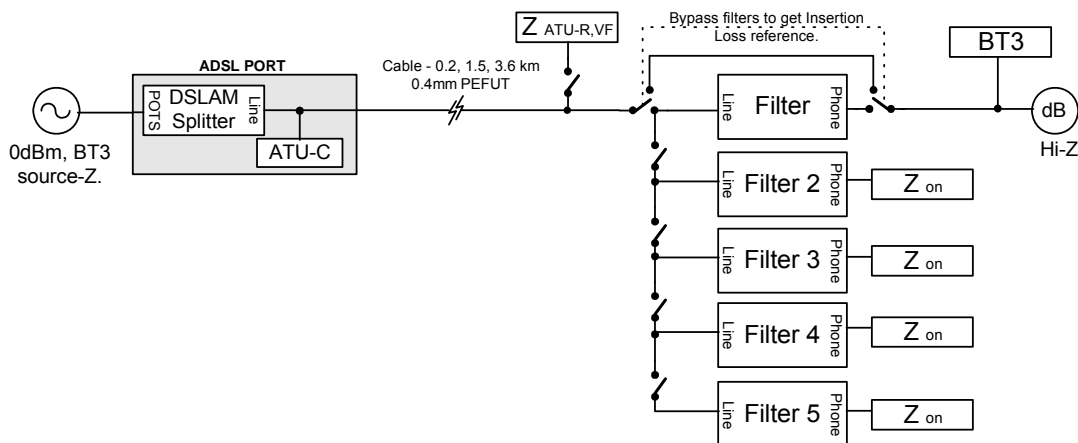 Z ATU-R,VF
Bypass filters to get Insertion
Loss reference.
BT3
ADSL PORT
Cable - 0.2, 1.5, 3.6 km
0.4mm PEFUT
POTS
DSLAM
Splitter
Line
ATU-C
0dBm, BT3
source-Z.
Line
Filter
Phone
dB
Hi-Z
Line
Filter 2
Phone
Z on
Line
Filter 3
Phone
Z on
Line
Filter 4
Phone
Z on
Line
Filter 5
Phone
Z on